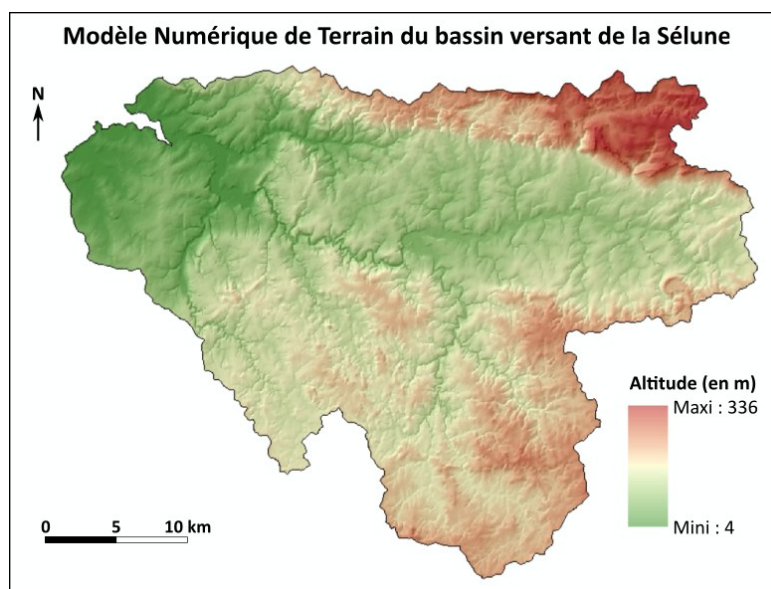 Modèle Numérique de Terrain du bassin versant de la Sélune
N
Altitude (en m)
Maxi : 336
Mini : 4
0 5 10 km